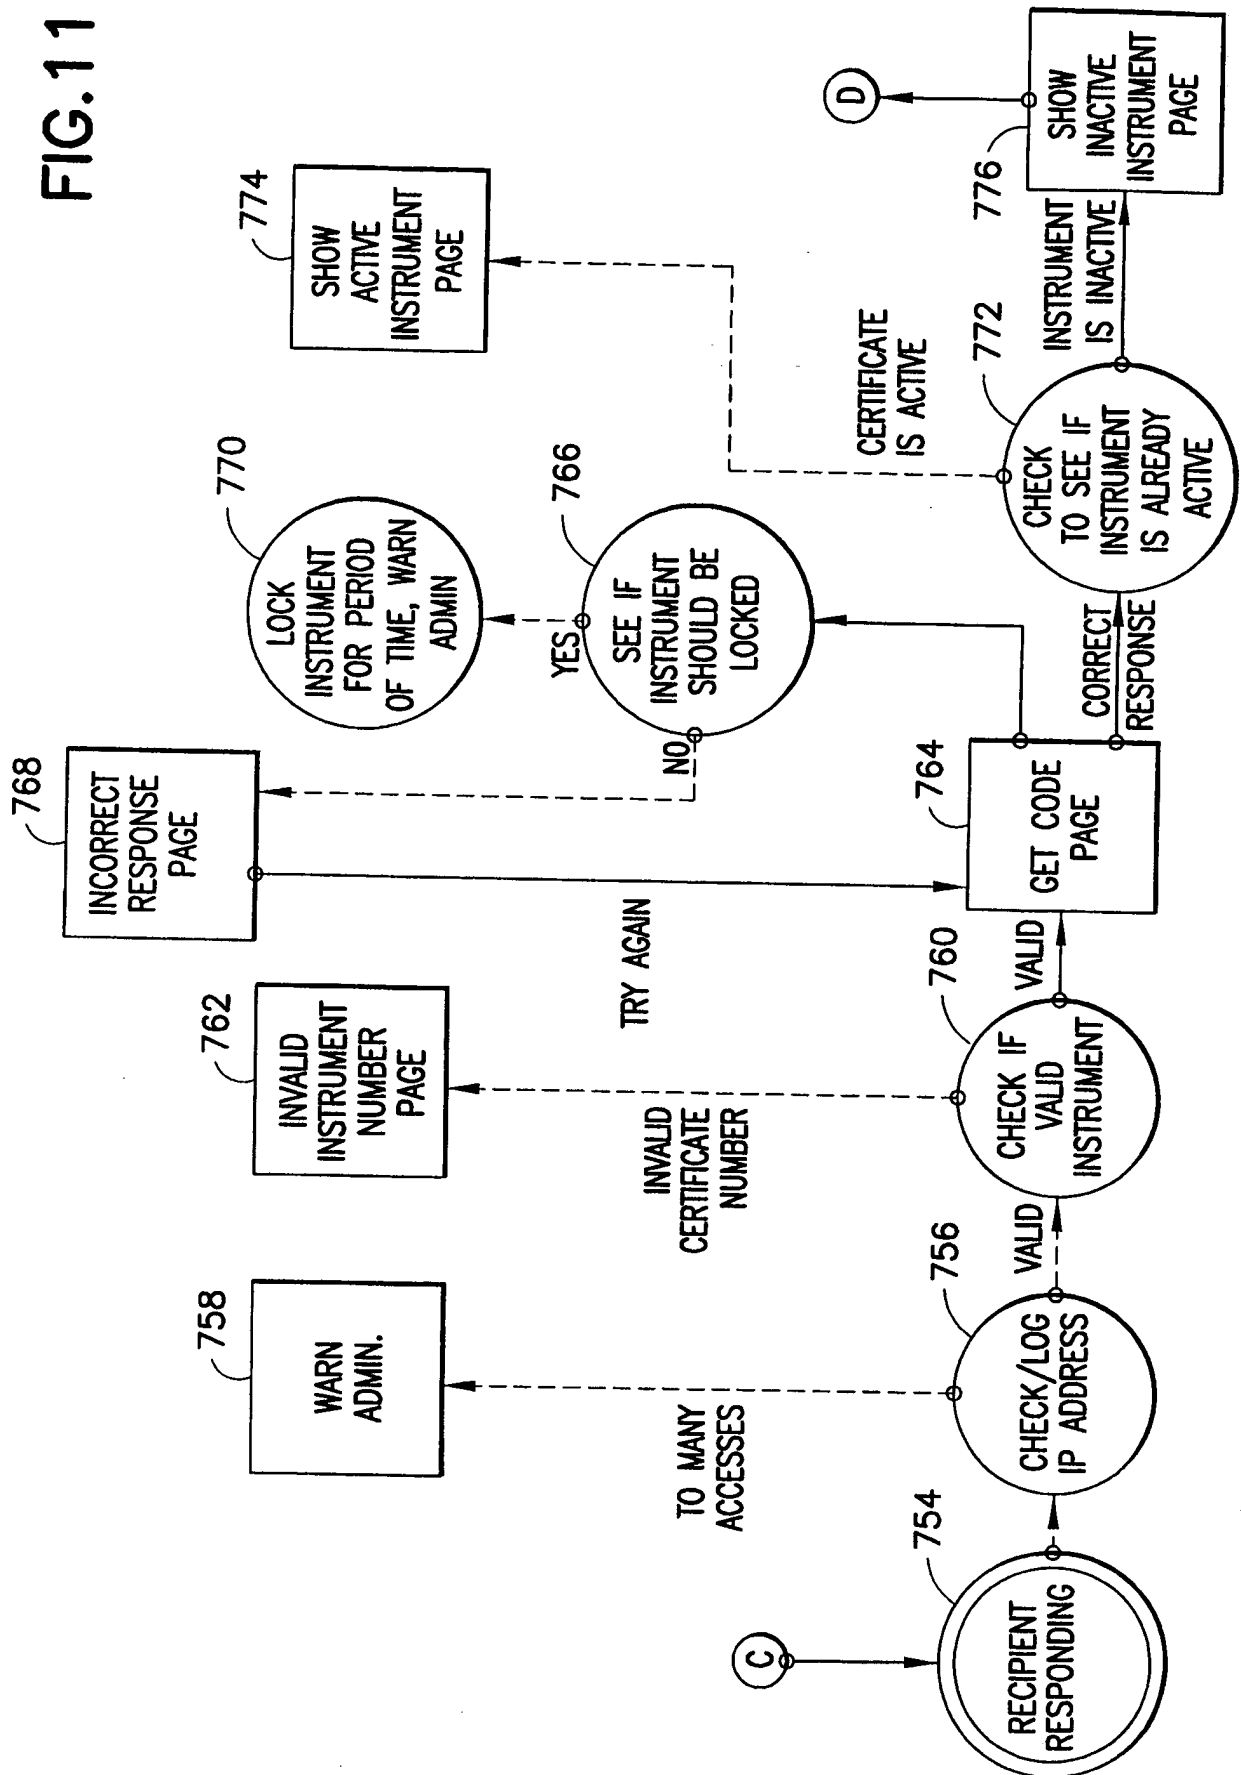 FIG.11
C
RECIPIENT
RESPONDING
754
CHECK/LOG
IP ADDRESS
756
TO MANY
ACCESSES
WARN
ADMIN.
758
VALID
CHECK IF
VALID
INSTRUMENT
760
INVALID
CERTIFICATE
NUMBER
INVALID
INSTRUMENT
NUMBER
PAGE
762
VALID
GET CODE
PAGE
764
TRY AGAIN
INCORRECT
RESPONSE
PAGE
768
NO
SEE IF
INSTRUMENT
SHOULD BE
LOCKED
766
YES
LOCK
INSTRUMENT
FOR PERIOD
OF TIME, WARN
ADMIN
770
CORRECT
RESPONSE
CHECK
TO SEE IF
INSTRUMENT
IS ALREADY
ACTIVE
772
CERTIFICATE
IS ACTIVE
SHOW
ACTIVE
INSTRUMENT
PAGE
774
INSTRUMENT
IS INACTIVE
SHOW
INACTIVE
INSTRUMENT
PAGE
776
D